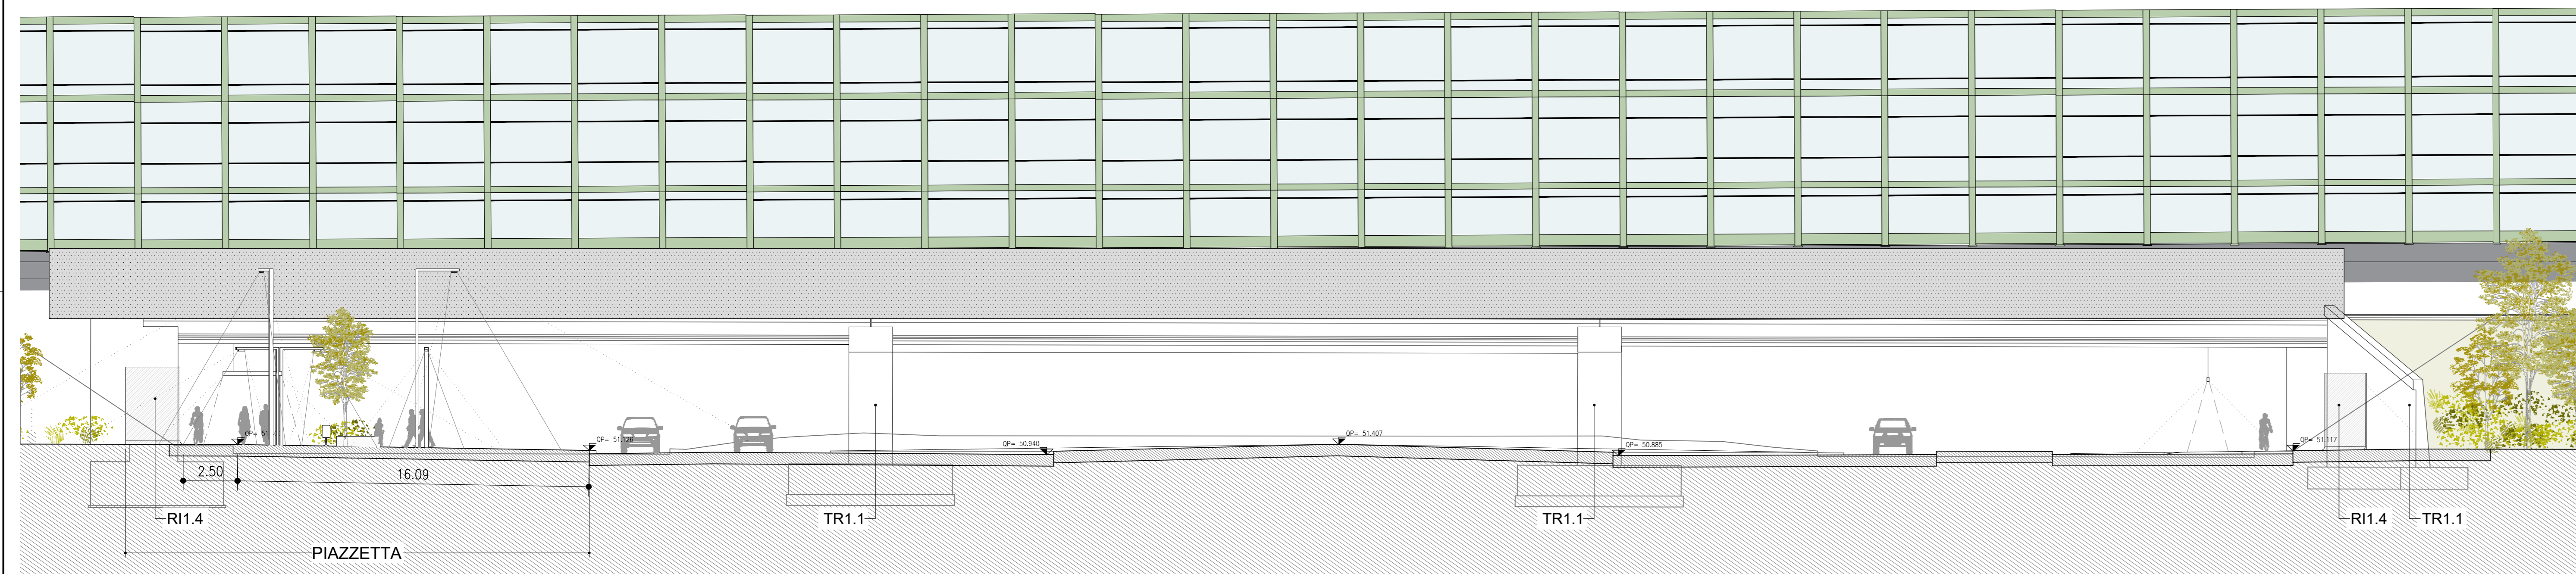 QP= 51.126
QP= 50.940
QP= 51.407
QP= 50.885
QP= 51.117
2.50
16.09
RI1.4
TR1.1
TR1.1
RI1.4
TR1.1
PIAZZETTA